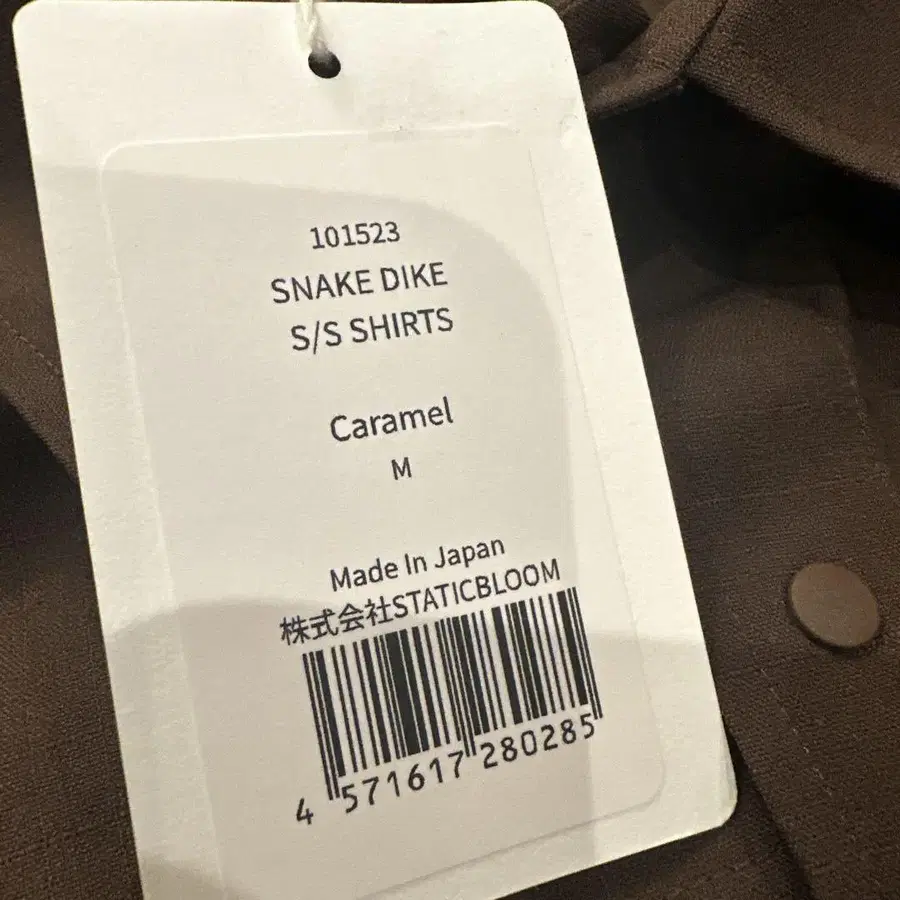 101523
SNAKE DIKE
S/S SHIRTS
Caramel
M
Made In Japan
株式会社STATICBLOOM
4 571617 280285